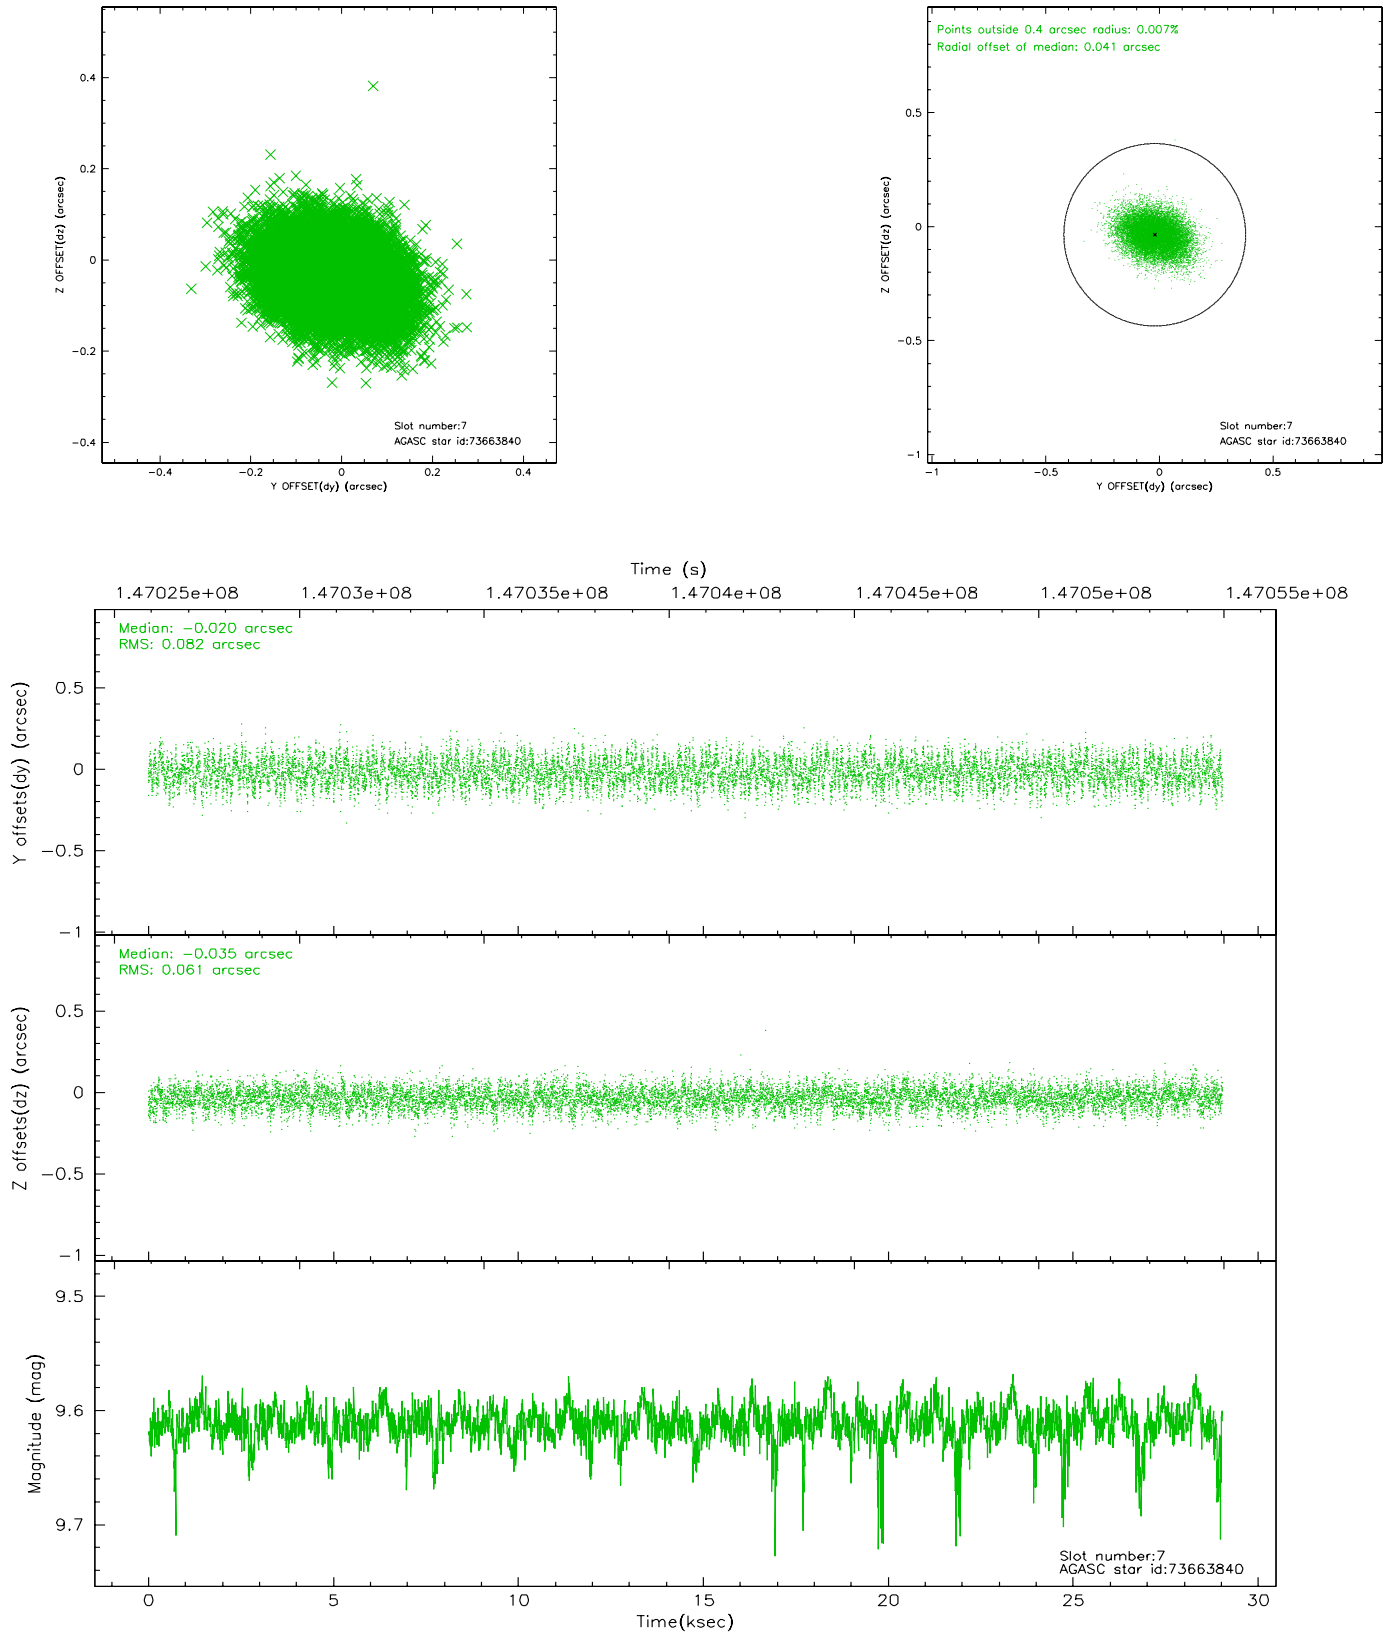 0.4
0.2
0
-0.2
-0.4
Z OFFSET(dz) (arcsec)
-0.4 -0.2 0 0.2 0.4
Y OFFSET(dy) (arcsec)
Slot number:7
AGASC star id:73663840
Points outside 0.4 arcsec radius: 0.007%
Radial offset of median: 0.041 arcsec
0.5
0
-0.5
-1
Z OFFSET(dz) (arcsec)
-1 -0.5 0 0.5
Y OFFSET(dy) (arcsec)
Slot number:7
AGASC star id:73663840
Time (s)
1.47025e+08 1.4703e+08 1.47035e+08 1.4704e+08 1.47045e+08 1.4705e+08 1.47055e+08
Median: -0.020 arcsec
RMS: 0.082 arcsec
0.5
0
-0.5
-1
Y offsets(dy) (arcsec)
Median: -0.035 arcsec
RMS: 0.061 arcsec
0.5
0
-0.5
-1
Z offsets(dz) (arcsec)
9.5
9.6
9.7
Magnitude (mag)
Slot number:7
AGASC star id:73663840
0 5 10 15 20 25 30
Time(ksec)